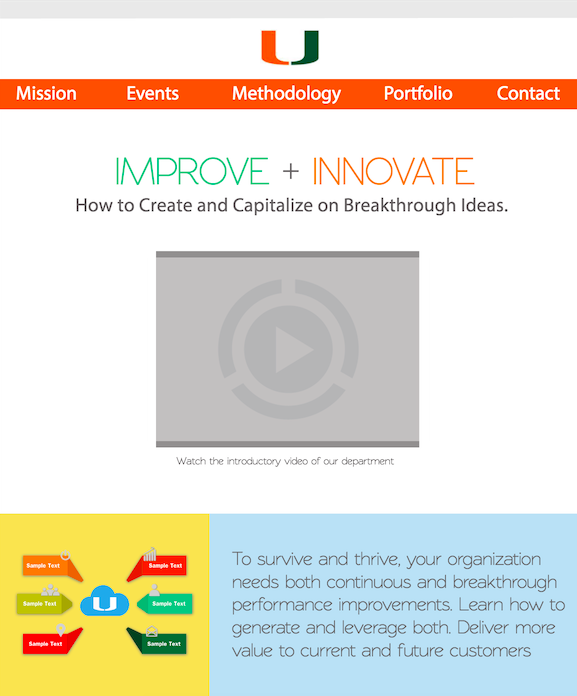 U
Mission Events Methodology Portfolio Contact
IMPROVE + INNOVATE
How to Create and Capitalize on Breakthrough Ideas.
Watch the introductory video of our department
Sample Text
Sample Text
Sample Text
U
Sample Text
Sample Text
Sample Text
To survive and thrive, your organization
needs both continuous and breakthrough
performance improvements. Learn how to
generate and leverage both. Deliver more
value to current and future customers